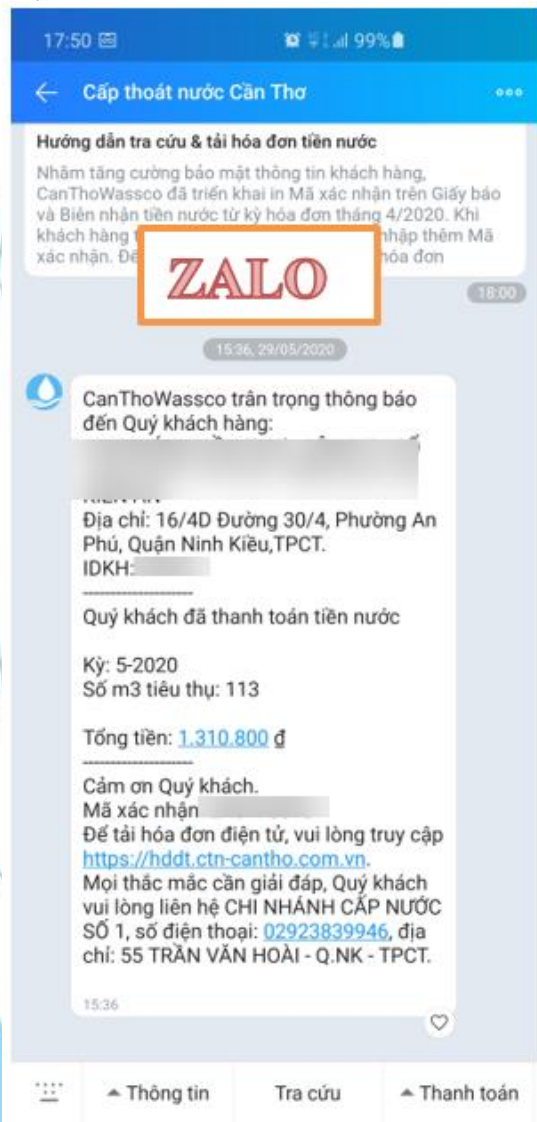 17:50
99%
Cấp thoát nước Cần Thơ
Hướng dẫn tra cứu & tải hóa đơn tiền nước
Nhằm tăng cường bảo mật thông tin khách hàng,
CanThoWassco đã triển khai in Mã xác nhận trên Giấy báo
và Biên nhận tiền nước từ kỳ hóa đơn tháng 4/2020. Khi
khách hàng nhập thêm Mã
xác nhận. Để hóa đơn
ZALO
18:00
15:36, 29/05/2020
CanThoWassco trân trọng thông báo
đến Quý khách hàng:
Địa chỉ: 16/4D Đường 30/4, Phường An
Phú, Quận Ninh Kiều,TPCT.
IDKH:
--------------------
Quý khách đã thanh toán tiền nước
Kỳ: 5-2020
Số m3 tiêu thụ: 113
Tổng tiền: 1.310.800 ₫
--------------------
Cảm ơn Quý khách.
Mã xác nhận
Để tải hóa đơn điện tử, vui lòng truy cập
https://hddt.ctn-cantho.com.vn.
Mọi thắc mắc cần giải đáp, Quý khách
vui lòng liên hệ CHI NHÁNH CẤP NƯỚC
SỐ 1, số điện thoại: 02923839946, địa
chỉ: 55 TRẦN VĂN HOÀI - Q.NK - TPCT.
15:36
Thông tin
Tra cứu
Thanh toán